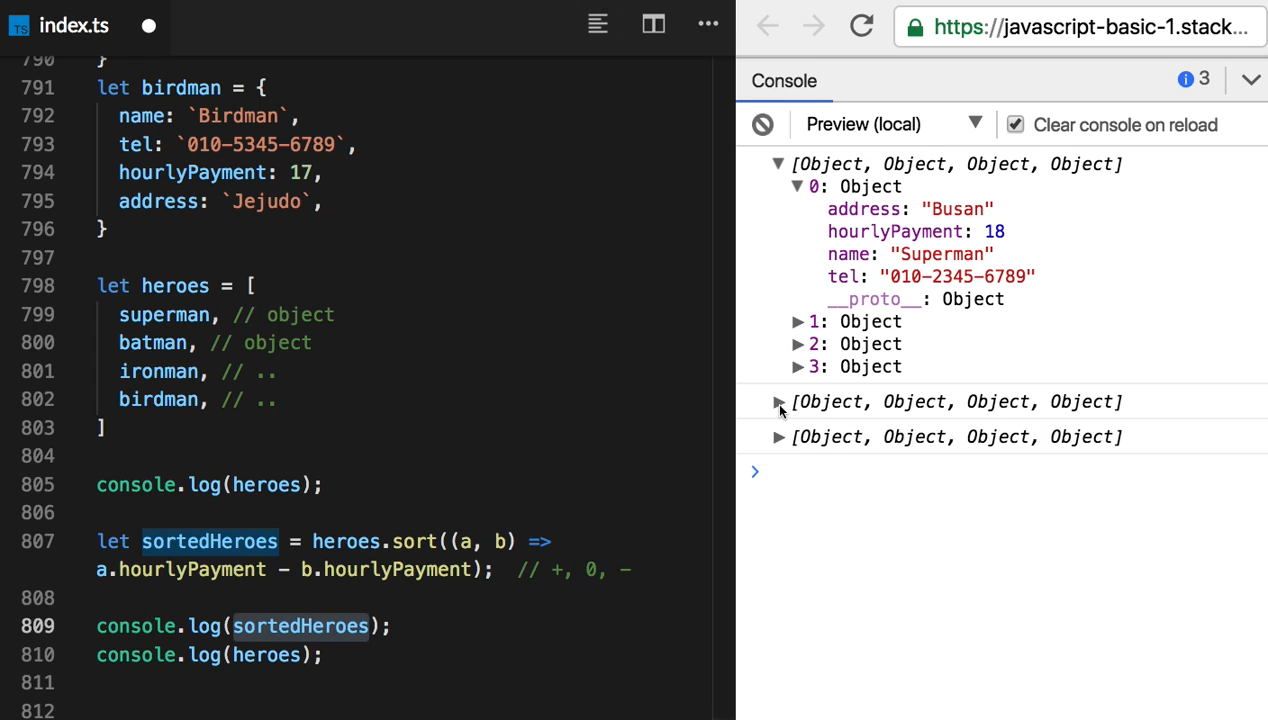 TS index.ts
790 }
791 let birdman = {
792 name: `Birdman`,
793 tel: `010-5345-6789`,
794 hourlyPayment: 17,
795 address: `Jejudo`,
796 }
797
798 let heroes = [
799 superman, // object
800 batman, // object
801 ironman, // ..
802 birdman, // ..
803 ]
804
805 console.log(heroes);
806
807 let sortedHeroes = heroes.sort((a, b) =>
a.hourlyPayment - b.hourlyPayment); // +, 0, -
808
809 console.log(sortedHeroes);
810 console.log(heroes);
811
812
https://javascript-basic-1.stack...
Console 3
Preview (local) Clear console on reload
[Object, Object, Object, Object]
0: Object
address: "Busan"
hourlyPayment: 18
name: "Superman"
tel: "010-2345-6789"
__proto__: Object
1: Object
2: Object
3: Object
[Object, Object, Object, Object]
[Object, Object, Object, Object]